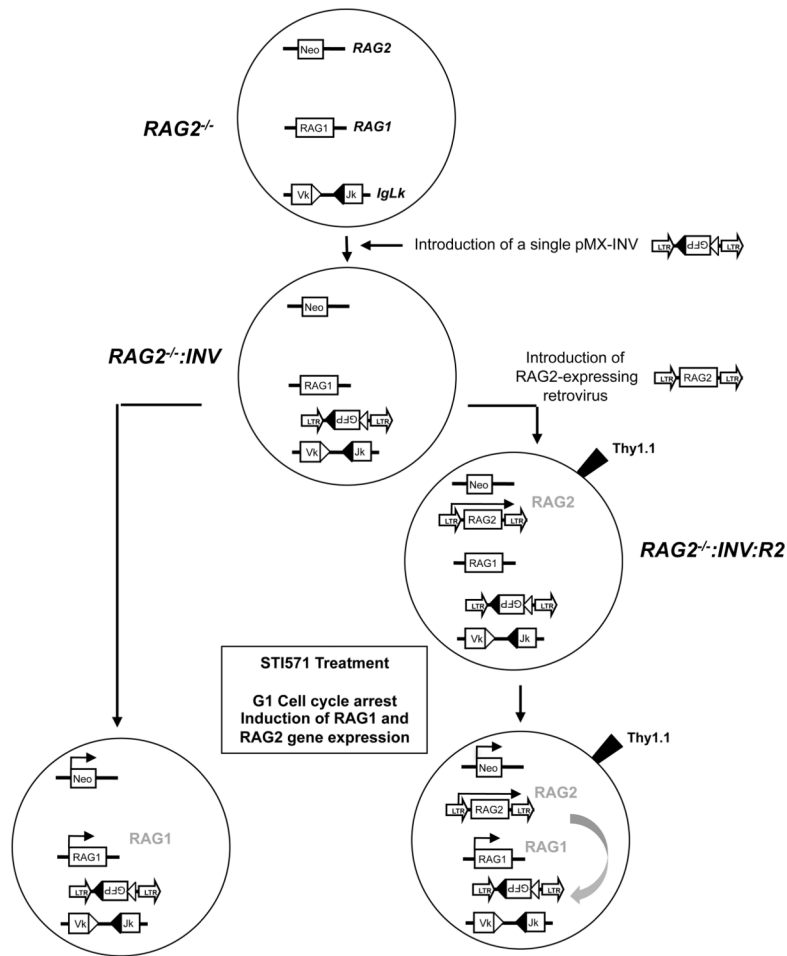 Neo RAG2
RAG2-/-
RAG1 RAG1
Vk Jk IgLk
Introduction of a single pMX-INV LTR GFP LTR
Neo
RAG2-/-:INV
Introduction of
RAG2-expressing
retrovirus
LTR RAG2 LTR
RAG1
LTR GFP LTR
Vk Jk
Thy1.1
Neo
RAG2
LTR RAG2 LTR
RAG2-/-:INV:R2
RAG1
LTR GFP LTR
Vk Jk
STI571 Treatment
G1 Cell cycle arrest
Induction of RAG1 and
RAG2 gene expression
Thy1.1
Neo
RAG2
LTR RAG2 LTR
RAG1
RAG1
LTR GFP LTR
Vk Jk
Neo
RAG1
RAG1
LTR GFP LTR
Vk Jk